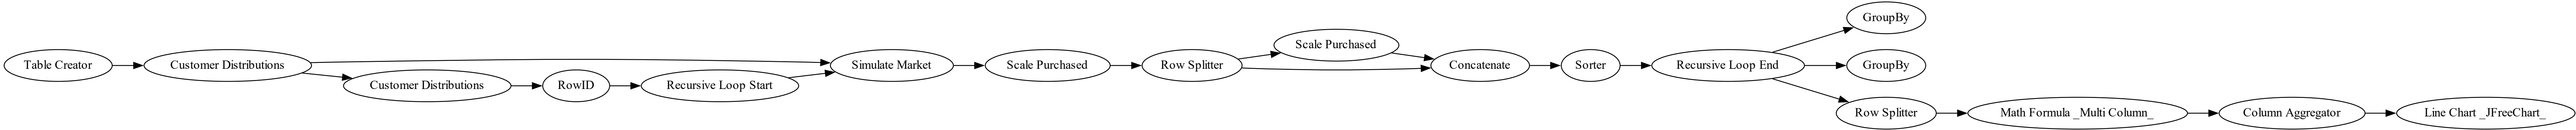 Table Creator
Customer Distributions
Customer Distributions
RowID
Recursive Loop Start
Simulate Market
Scale Purchased
Row Splitter
Scale Purchased
Concatenate
Sorter
Recursive Loop End
GroupBy
GroupBy
Row Splitter
Math Formula _Multi Column_
Column Aggregator
Line Chart _JFreeChart_